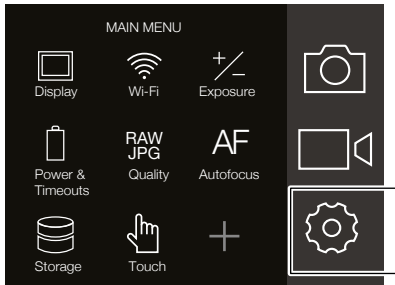 MAIN MENU
Display Wi-Fi Exposure
RAW
JPG
AF
Power &
Timeouts
Quality Autofocus
Storage Touch